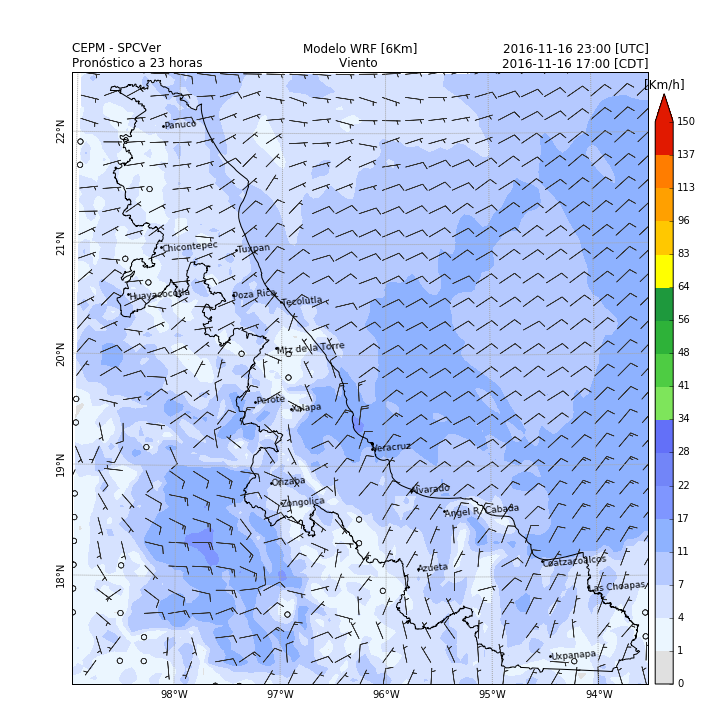 CEPM - SPCVer
Modelo WRF [6Km]
2016-11-16 23:00 [UTC]
Pronóstico a 23 horas
Viento
2016-11-16 17:00 [CDT]
[Km/h]
150
137
113
96
83
64
56
48
41
34
28
22
17
11
7
4
1
0
22°N
21°N
20°N
19°N
18°N
98°W
97°W
96°W
95°W
94°W
Panuco
Chicontepec
Tuxpan
Huayacocotla
Poza Rica
Tecolutla
Mtz de la Torre
Perote
Xalapa
Veracruz
Orizaba
Zongolica
Alvarado
Angel R. Cabada
Azueta
Coatzacoalcos
as Choapas
Uxpanapa